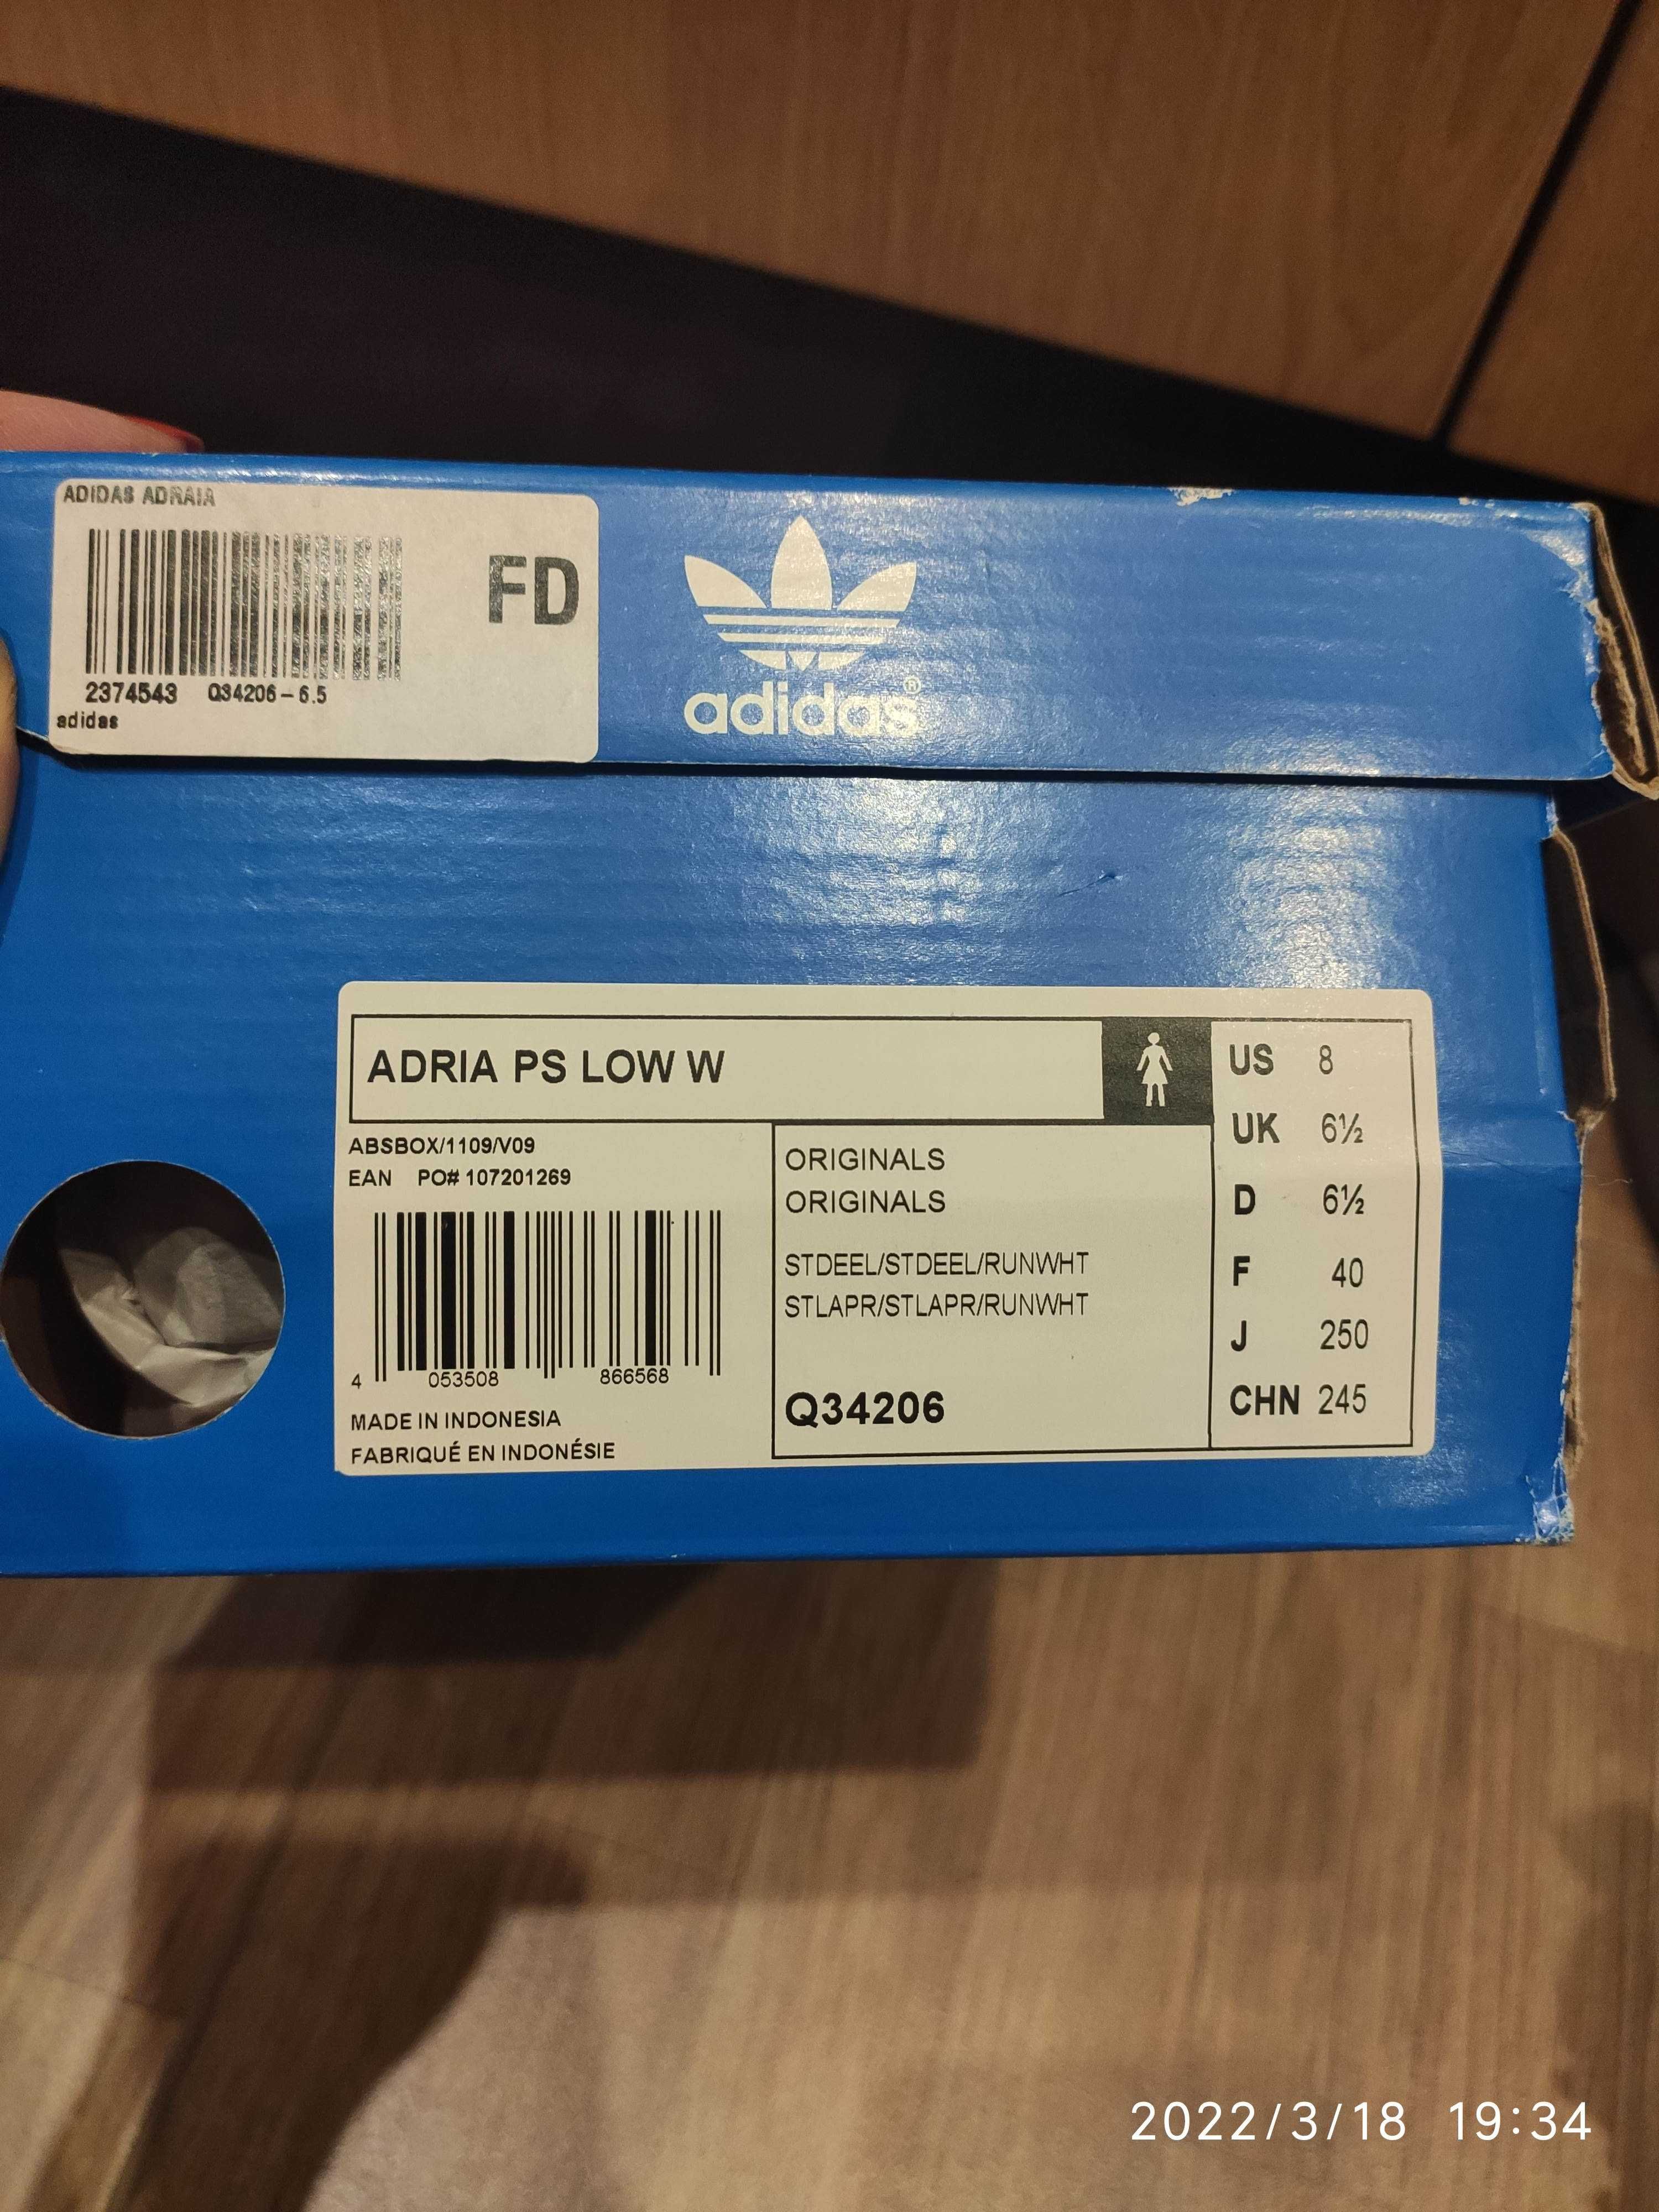 ADIDAS ADRAIA
FD
2374543 Q34206-6.5
adidas
adidas®
ADRIA PS LOW W
ABSBOX/1109/V09
EAN PO# 107201269
4 053508 866568
MADE IN INDONESIA
FABRIQUÉ EN INDONÉSIE
ORIGINALS
ORIGINALS
STDEEL/STDEEL/RUNWHT
STLAPR/STLAPR/RUNWHT
Q34206
US 8
UK 6½
D 6½
F 40
J 250
CHN 245
2022/3/18 19:34